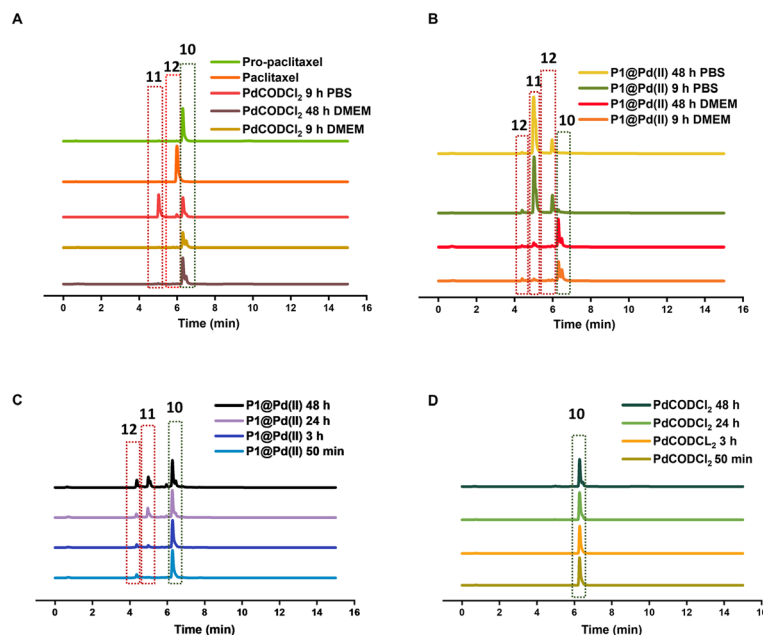 A
11
12
10
Pro-paclitaxel
Paclitaxel
PdCODCl₂ 9 h PBS
PdCODCl₂ 48 h DMEM
PdCODCl₂ 9 h DMEM
0 2 4 6 8 10 12 14 16
Time (min)
B
12
11
12
10
P1@Pd(II) 48 h PBS
P1@Pd(II) 9 h PBS
P1@Pd(II) 48 h DMEM
P1@Pd(II) 9 h DMEM
0 2 4 6 8 10 12 14 16
Time (min)
C
12
11
10
P1@Pd(II) 48 h
P1@Pd(II) 24 h
P1@Pd(II) 3 h
P1@Pd(II) 50 min
0 2 4 6 8 10 12 14 16
Time (min)
D
10
PdCODCl₂ 48 h
PdCODCl₂ 24 h
PdCODCL₂ 3 h
PdCODCl₂ 50 min
0 2 4 6 8 10 12 14 16
Time (min)